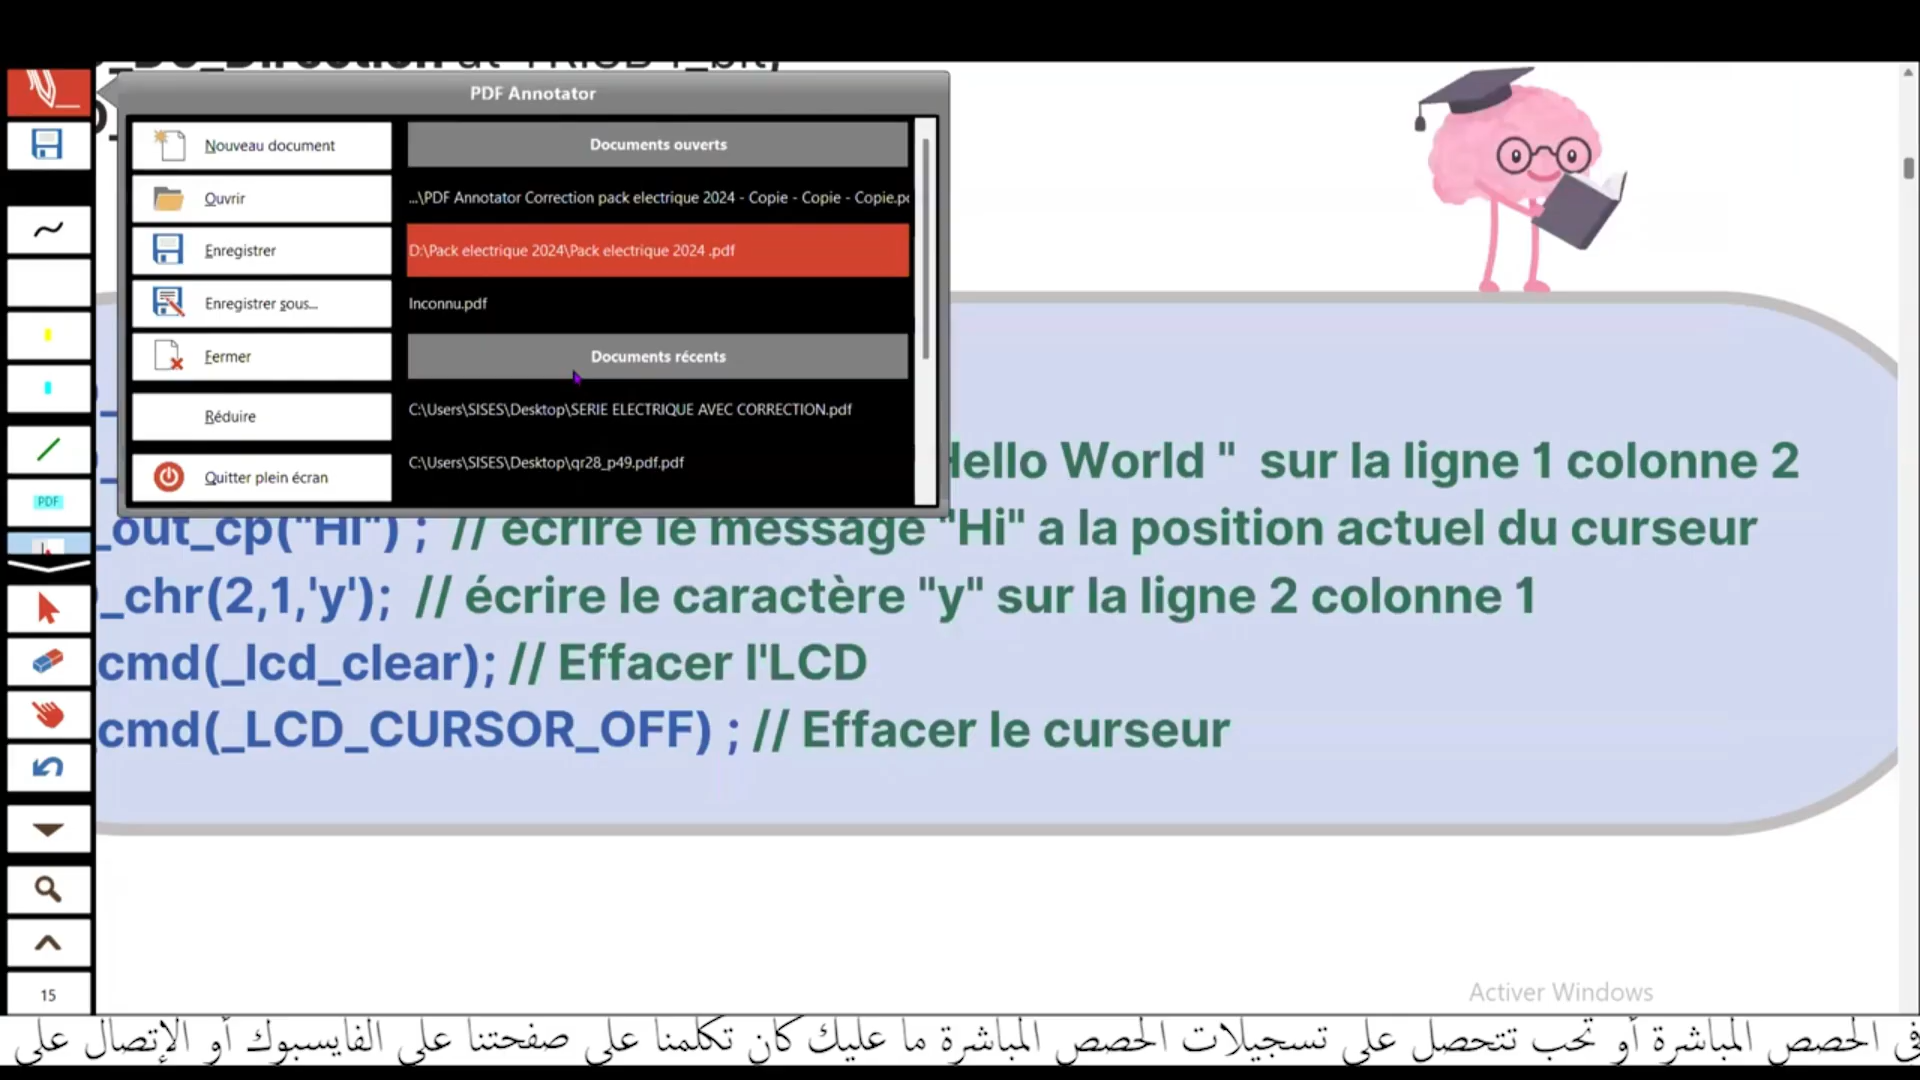 _Direction at TRISB4_bit;
PDF Annotator
Nouveau document
Ouvrir
Enregistrer
Enregistrer sous...
Fermer
Réduire
Quitter plein écran
Documents ouverts
...\PDF Annotator Correction pack electrique 2024 - Copie - Copie - Copie.pd
D:\Pack electrique 2024\Pack electrique 2024 .pdf
Inconnu.pdf
Documents récents
C:\Users\SISES\Desktop\SERIE ELECTRIQUE AVEC CORRECTION.pdf
C:\Users\SISES\Desktop\qr28_p49.pdf.pdf
Hello World " sur la ligne 1 colonne 2
_out_cp("Hi") ; // écrire le message "Hi" a la position actuel du curseur
_chr(2,1,'y'); // écrire le caractère "y" sur la ligne 2 colonne 1
cmd(_lcd_clear); // Effacer l'LCD
cmd(_LCD_CURSOR_OFF) ; // Effacer le curseur
PDF
15
Activer Windows
في الحصص المباشرة أو تحب تتحصل على تسجيلات الحصص المباشرة ما عليك كان تكلمنا على صفحتنا على الفايسبوك أو الإتصال على